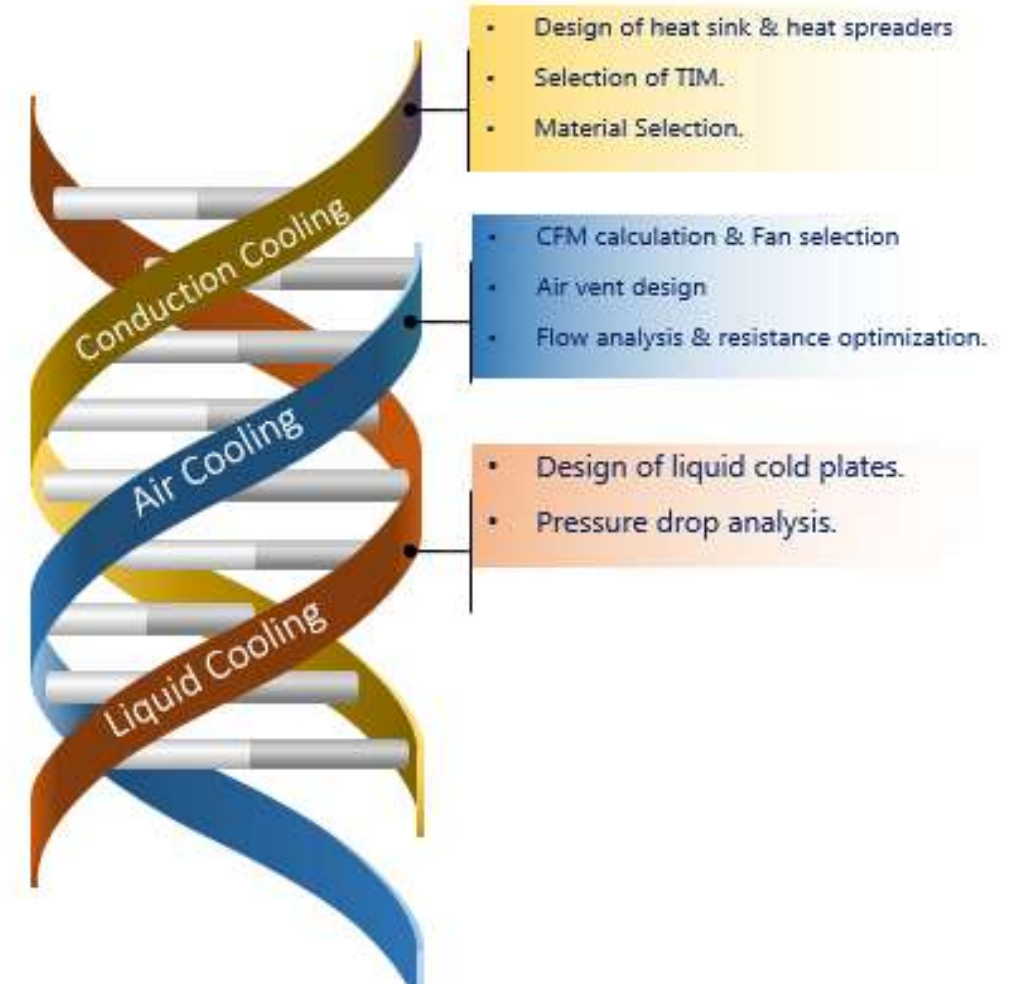 • Design of heat sink & heat spreaders
• Selection of TIM.
• Material Selection.
Conduction Cooling
• CFM calculation & Fan selection
• Air vent design
• Flow analysis & resistance optimization.
Air Cooling
• Design of liquid cold plates.
• Pressure drop analysis.
Liquid Cooling